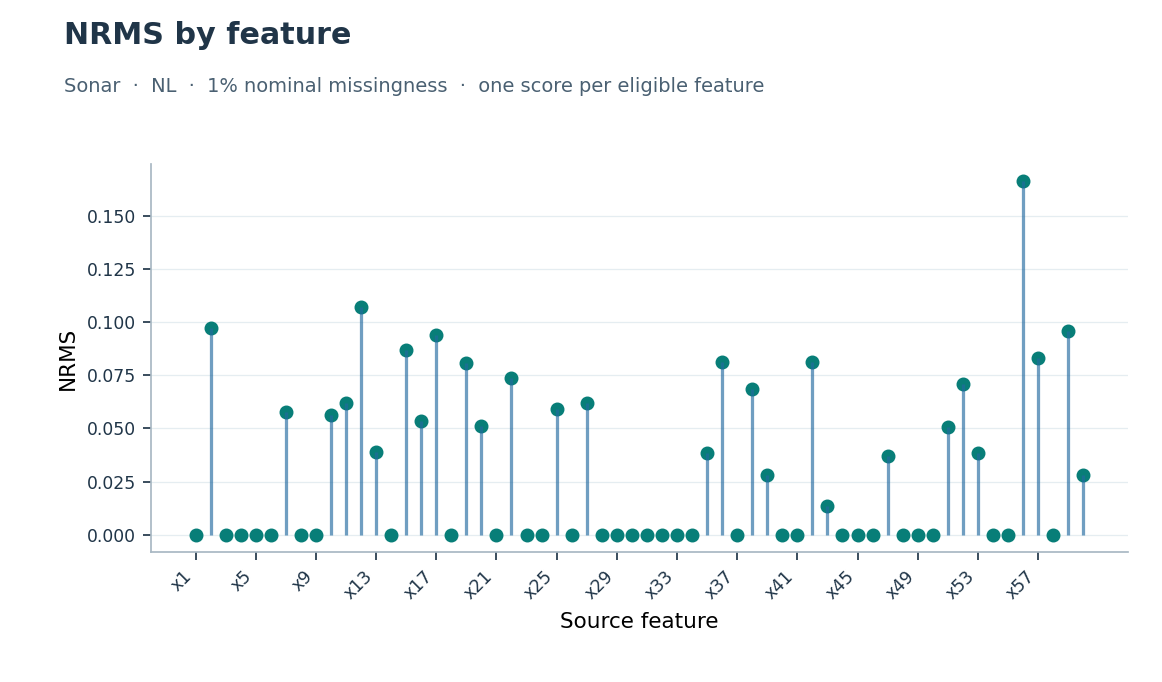 NRMS by feature
Sonar · NL · 1% nominal missingness · one score per eligible feature
NRMS
0.150
0.125
0.100
0.075
0.050
0.025
0.000
x1 x5 x9 x13 x17 x21 x25 x29 x33 x37 x41 x45 x49 x53 x57
Source feature